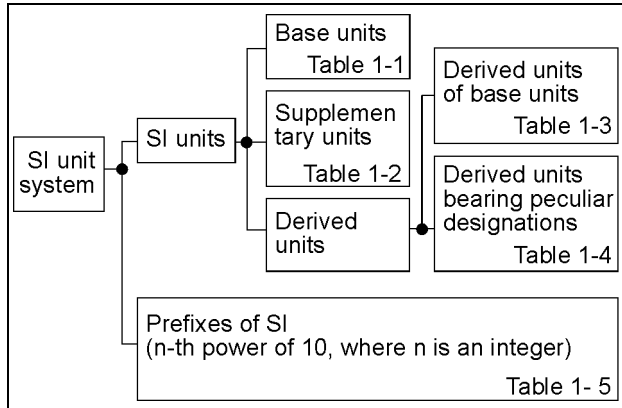 SI unit
system
SI units
Base units
Table 1-1
Supplemen
tary units
Table 1-2
Derived
units
Derived units
of base units
Table 1-3
Derived units
bearing peculiar
designations
Table 1-4
Prefixes of SI
(n-th power of 10, where n is an integer)
Table 1- 5